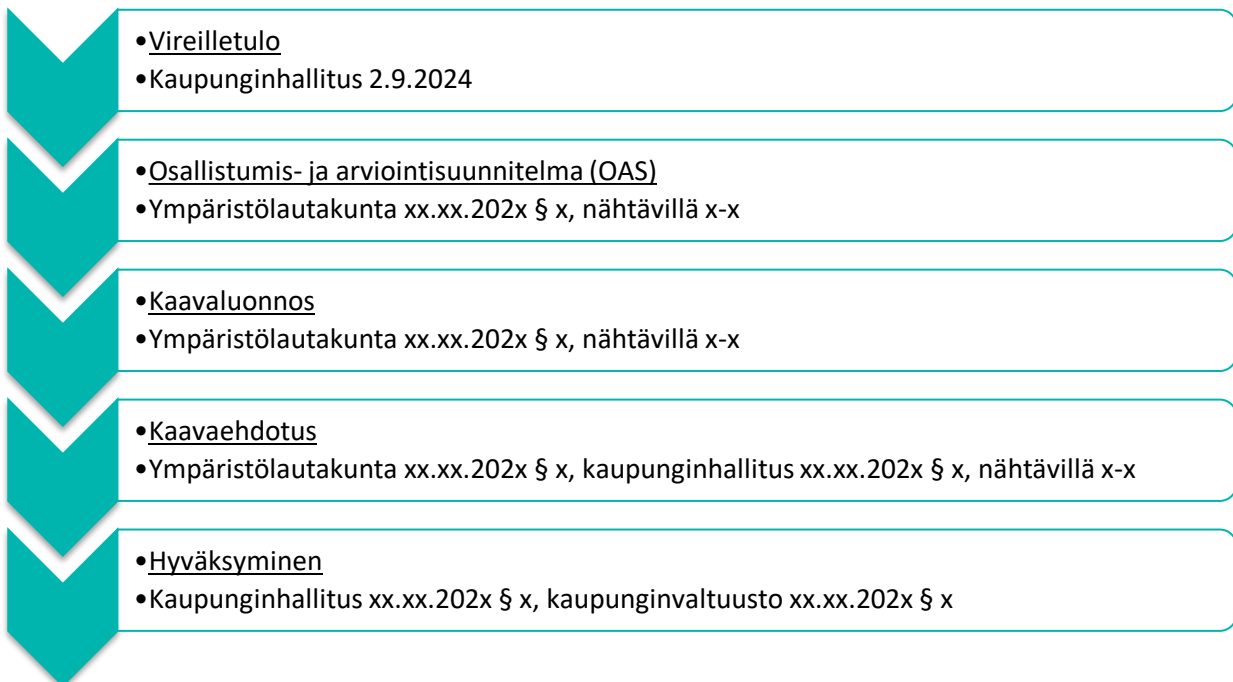 •Vireilletulo
•Kaupunginhallitus 2.9.2024
•Osallistumis- ja arviointisuunnitelma (OAS)
•Ympäristölautakunta xx.xx.202x § x, nähtävillä x-x
•Kaavaluonnos
•Ympäristölautakunta xx.xx.202x § x, nähtävillä x-x
•Kaavaehdotus
•Ympäristölautakunta xx.xx.202x § x, kaupunginhallitus xx.xx.202x § x, nähtävillä x-x
•Hyväksyminen
•Kaupunginhallitus xx.xx.202x § x, kaupunginvaltuusto xx.xx.202x § x